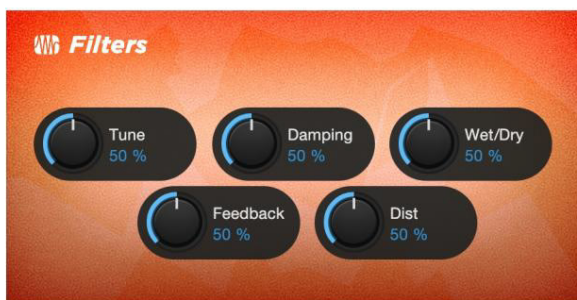 Filters
Tune
50 %
Damping
50 %
Wet/Dry
50 %
Feedback
50 %
Dist
50 %